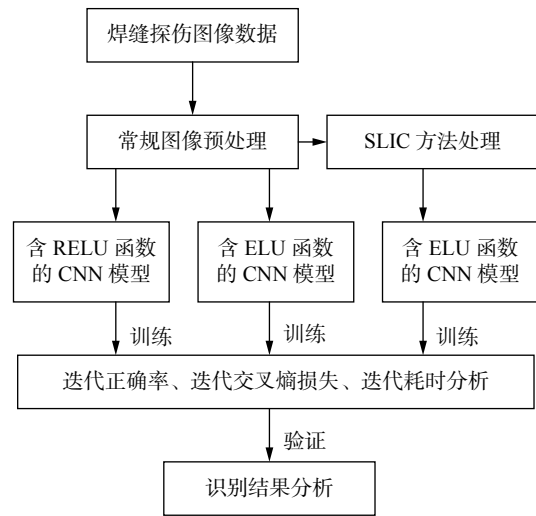 焊缝探伤图像数据
常规图像预处理
SLIC 方法处理
含 RELU 函数
的 CNN 模型
含 ELU 函数
的 CNN 模型
含 ELU 函数
的 CNN 模型
训练
训练
训练
迭代正确率、迭代交叉熵损失、迭代耗时分析
验证
识别结果分析